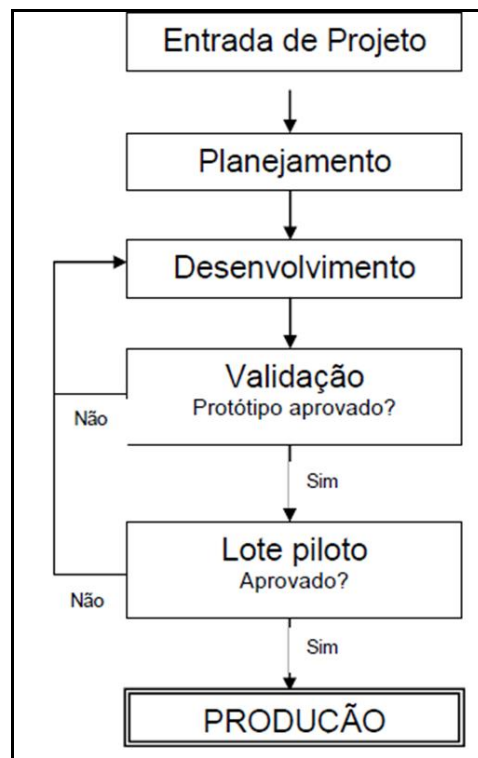 Entrada de Projeto
Planejamento
Desenvolvimento
Validação
Protótipo aprovado?
Não
Sim
Lote piloto
Aprovado?
Não
Sim
PRODUCÃO